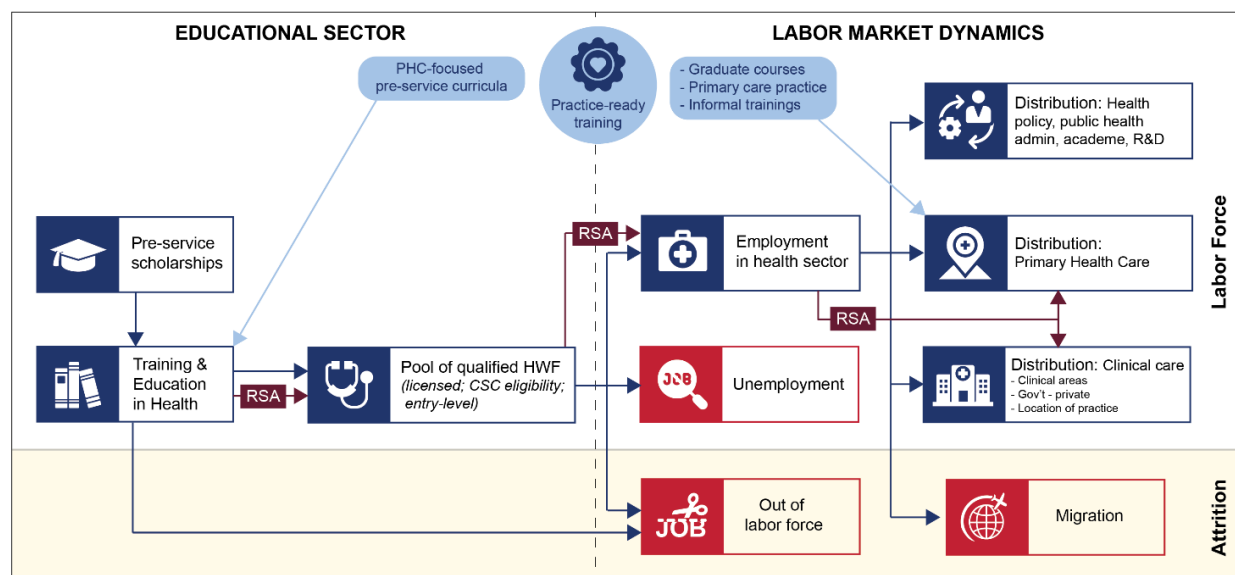 EDUCATIONAL SECTOR
LABOR MARKET DYNAMICS
PHC-focused
pre-service curricula
Practice-ready
training
- Graduate courses
- Primary care practice
- Informal trainings
Distribution: Health
policy, public health
admin, academe, R&D
Pre-service
scholarships
RSA
Employment
in health sector
Distribution:
Primary Health Care
Labor Force
RSA
Training &
Education
in Health
RSA
Pool of qualified HWF
(licensed; CSC eligibility;
entry-level)
JOB
Unemployment
Distribution: Clinical care
- Clinical areas
- Gov't - private
- Location of practice
JOB
Out of
labor force
Migration
Attrition